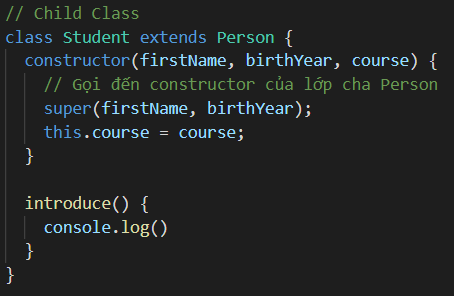 // Child Class
class Student extends Person {
  constructor(firstName, birthYear, course) {
    // Gọi đến constructor của lớp cha Person
    super(firstName, birthYear);
    this.course = course;
  }

  introduce() {
    console.log()
  }
}